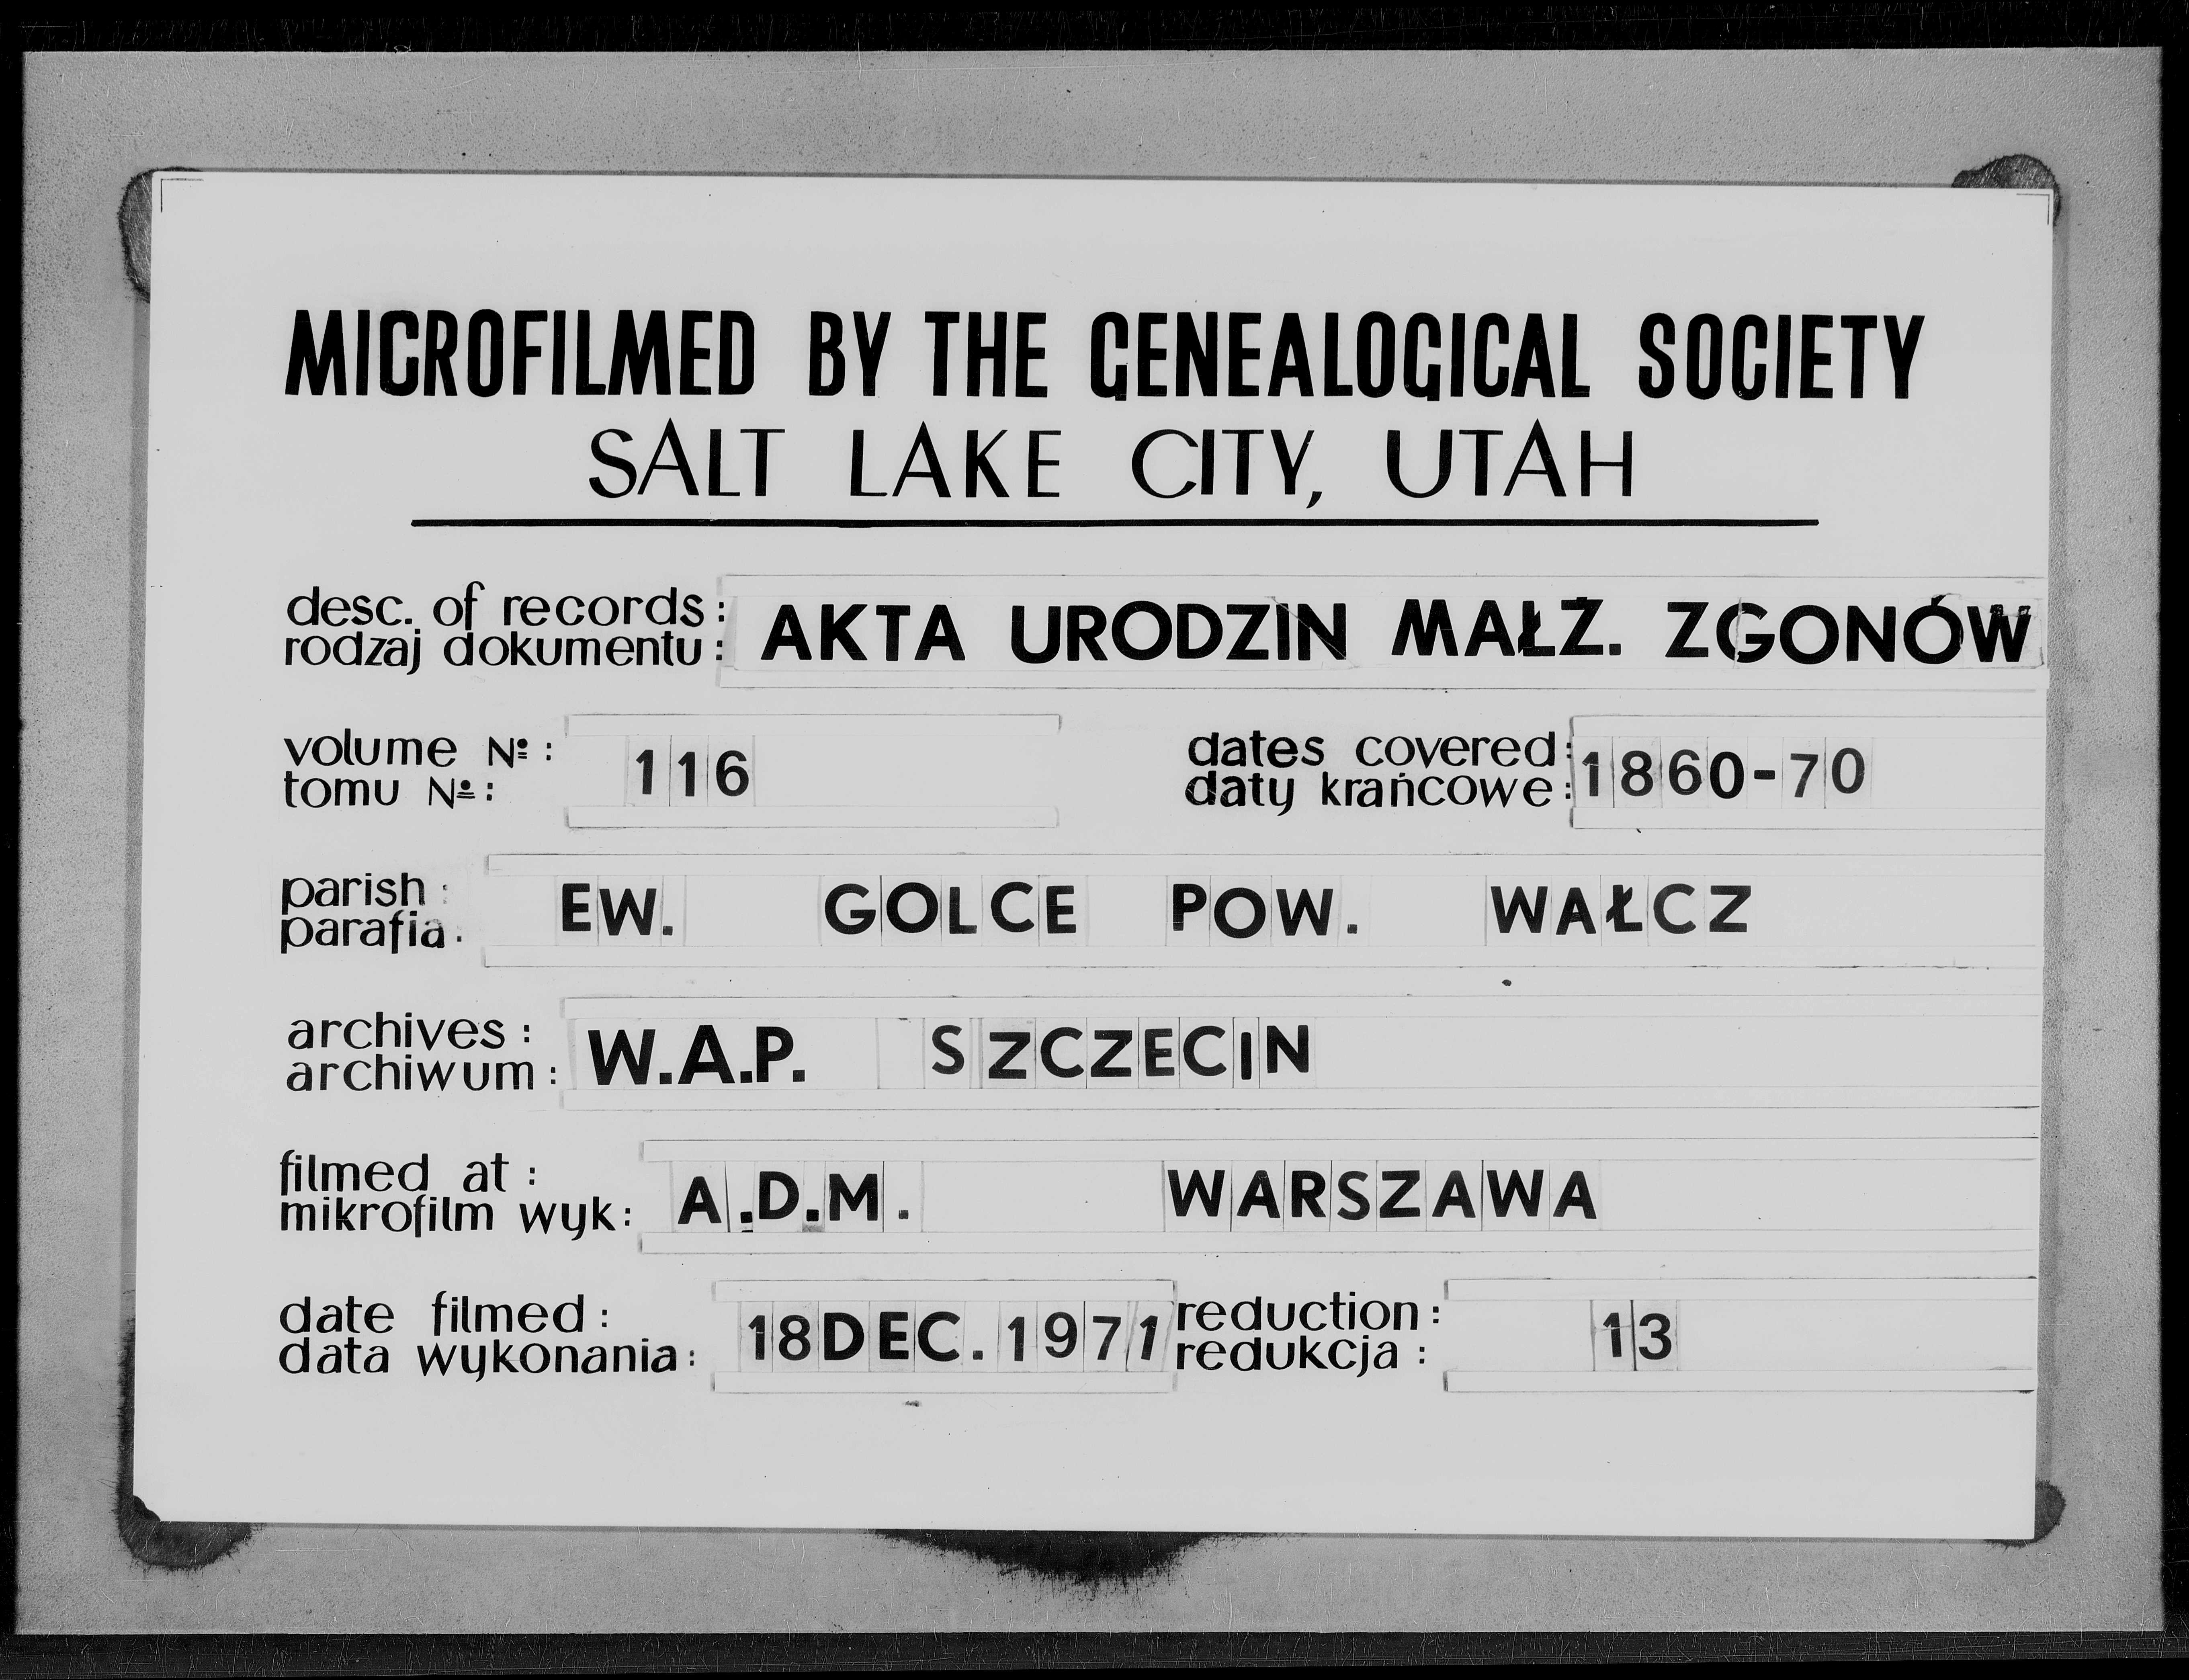 MICROFILMED BY THE GENEALOGICAL SOCIETY
SALT LAKE CITY, UTAH
desc. of records:
rodzaj dokumentu: AKTA URODZIN MAŁŻ. ZGONÓW
volume №: 
tomu №: 116
dates covered:
daty krańcowe: 1860-70
parish:
parafia. EW. GOLCE POW. WAŁCZ
archives:
archiwum: W.A.P. SZCZECIN
filmed at:
mikrofilm wyk: A.D.M. WARSZAWA
date filmed:
data wykonania: 18 DEC. 1971
reduction:
redukcja: 13